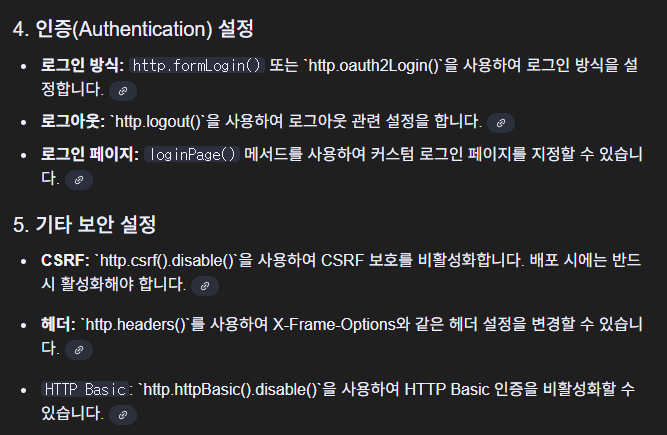 4. 인증(Authentication) 설정
로그인 방식: http.formLogin() 또는 `http.oauth2Login()`을 사용하여 로그인 방식을 설
정합니다.
로그아웃: `http.logout()`을 사용하여 로그아웃 관련 설정을 합니다.
로그인 페이지: loginPage() 메서드를 사용하여 커스텀 로그인 페이지를 지정할 수 있습니
다.
5. 기타 보안 설정
CSRF: `http.csrf().disable()`을 사용하여 CSRF 보호를 비활성화합니다. 배포 시에는 반드
시 활성화해야 합니다.
헤더: `http.headers()`를 사용하여 X-Frame-Options와 같은 헤더 설정을 변경할 수 있습니
다.
HTTP Basic: `http.httpBasic().disable()`을 사용하여 HTTP Basic 인증을 비활성화할 수
있습니다.